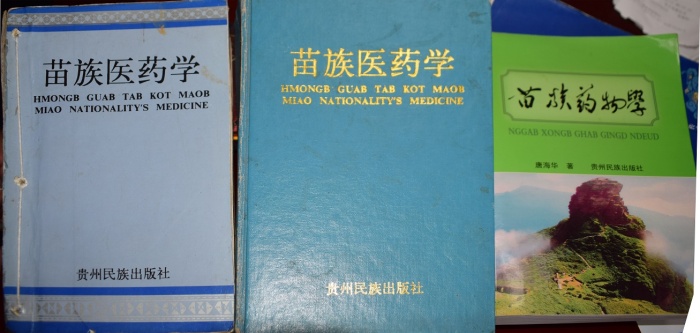 苗族医药学
HMONGB GUAB TAB KOT MAOB
MIAO NATIONALITY'S MEDICINE
贵州民族出版社
苗族医药学
HMONGB GUAB TAB KOT MAOB
MIAO NATIONALITY'S MEDICINE
贵州民族出版社
苗族药物學
NGGAB XONGB GHAB GINGD NDEUD
唐海华 著 贵州民族出版社